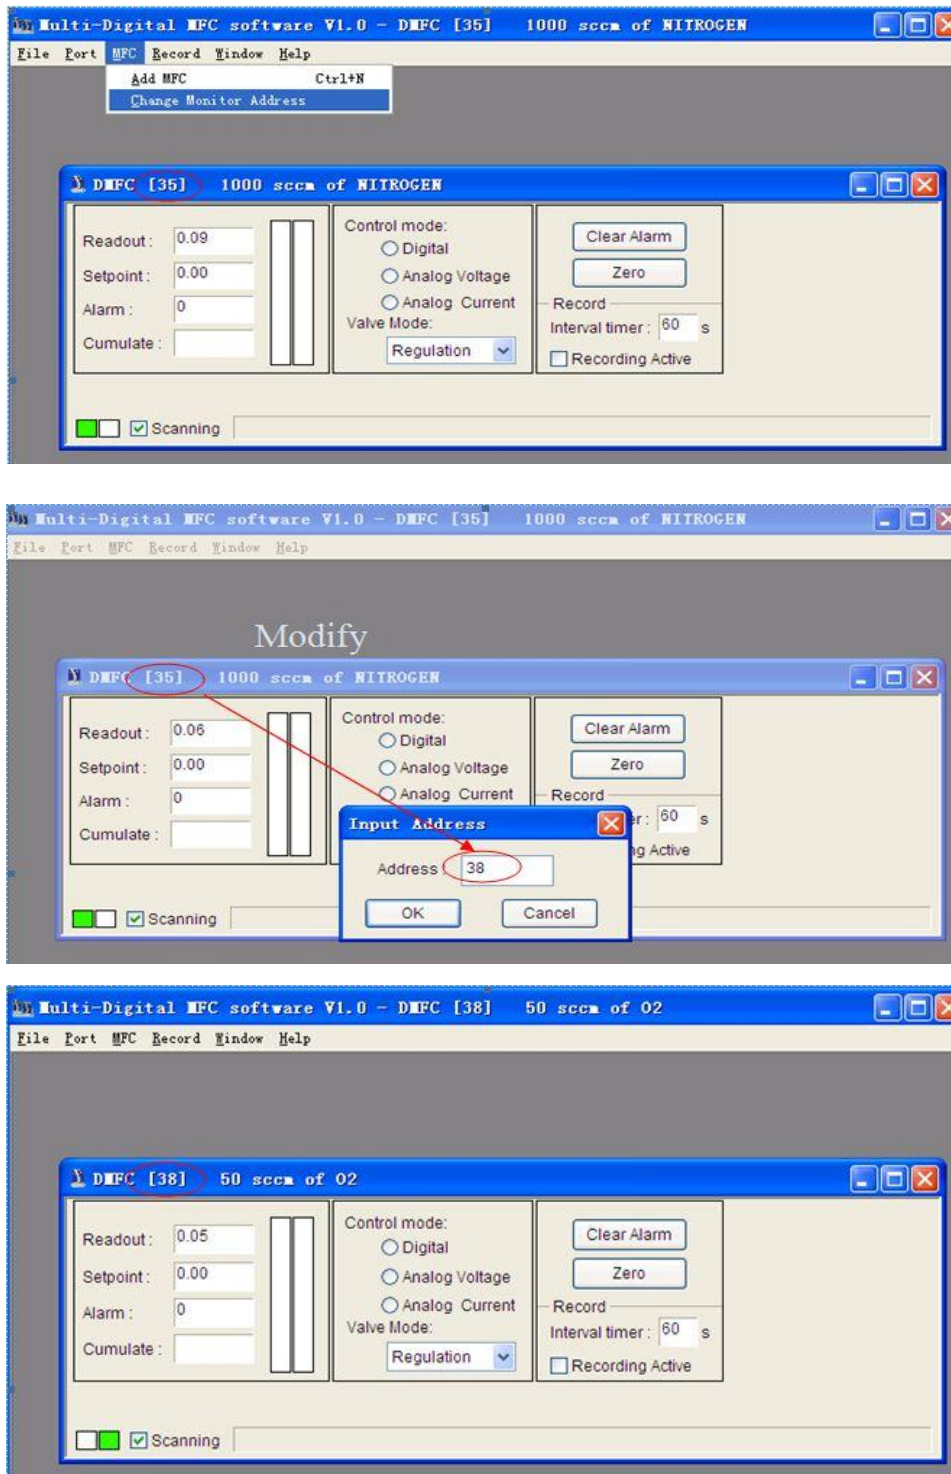 Multi-Digital MFC software V1.0 - DMFC [35] 1000 sccm of NITROGEN
File Port MFC Record Window Help
Add MFC Ctrl+N
Change Monitor Address
DMFC [35] 1000 sccm of NITROGEN
Readout : 0.09
Setpoint : 0.00
Alarm : 0
Cumulate :
Control mode:
Digital
Analog Voltage
Analog Current
Valve Mode:
Regulation
Clear Alarm
Zero
Record
Interval timer : 60 s
Recording Active
Scanning
Multi-Digital MFC software V1.0 - DMFC [35] 1000 sccm of NITROGEN
File Port MFC Record Window Help
Modify
DMFC [35] 1000 sccm of NITROGEN
Readout : 0.06
Setpoint : 0.00
Alarm : 0
Cumulate :
Control mode:
Digital
Analog Voltage
Analog Current
Clear Alarm
Zero
Record
er : 60 s
ng Active
Input Address
Address : 38
OK Cancel
Scanning
Multi-Digital MFC software V1.0 - DMFC [38] 50 sccm of O2
File Port MFC Record Window Help
DMFC [38] 50 sccm of O2
Readout : 0.05
Setpoint : 0.00
Alarm : 0
Cumulate :
Control mode:
Digital
Analog Voltage
Analog Current
Valve Mode:
Regulation
Clear Alarm
Zero
Record
Interval timer : 60 s
Recording Active
Scanning